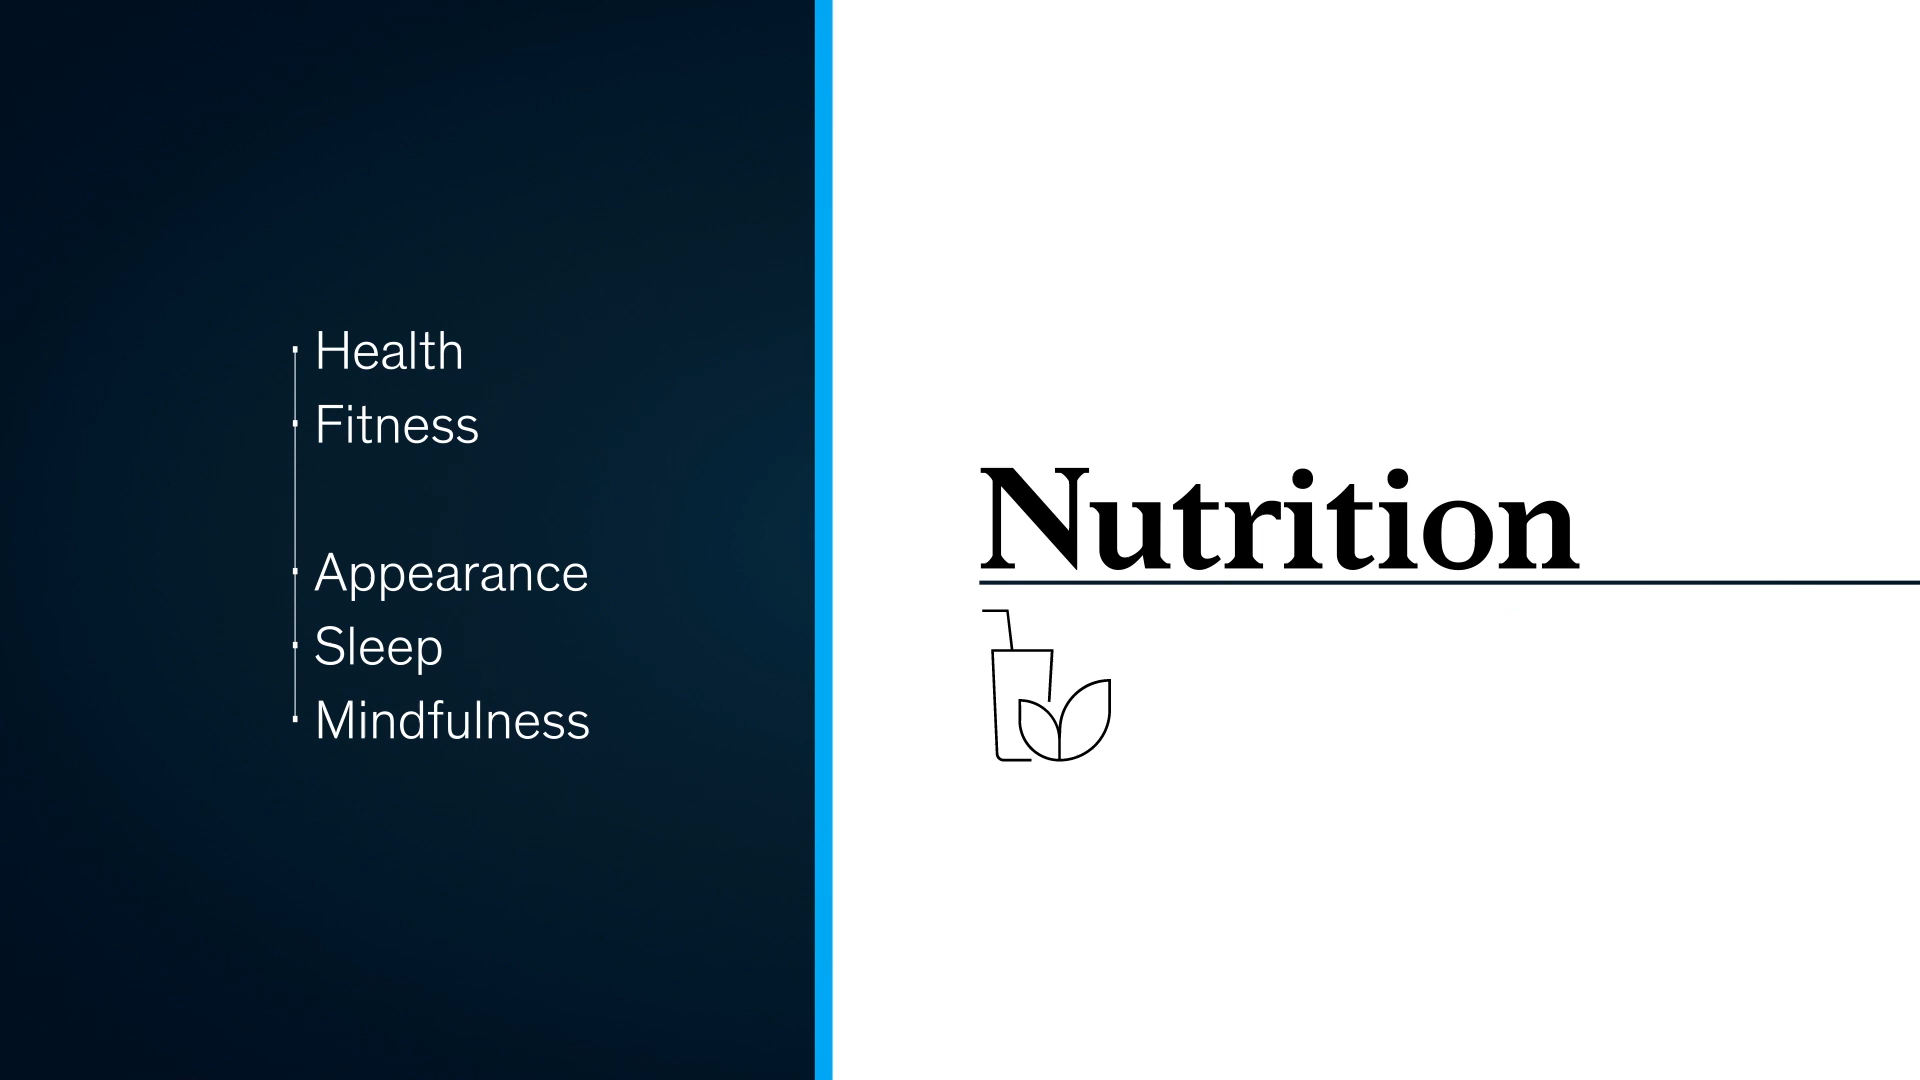 Health
Fitness
Appearance
Sleep
Mindfulness
Nutrition